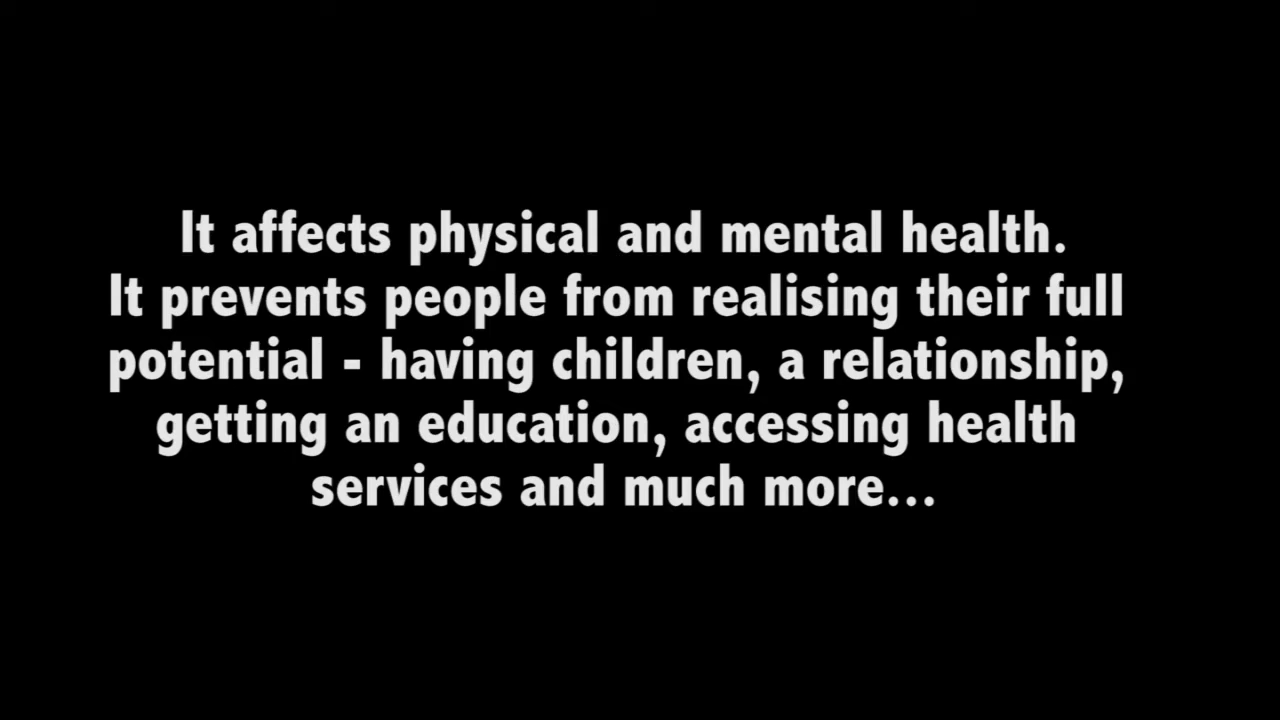 It affects physical and mental health.
It prevents people from realising their full
potential - having children, a relationship,
getting an education, accessing health
services and much more...